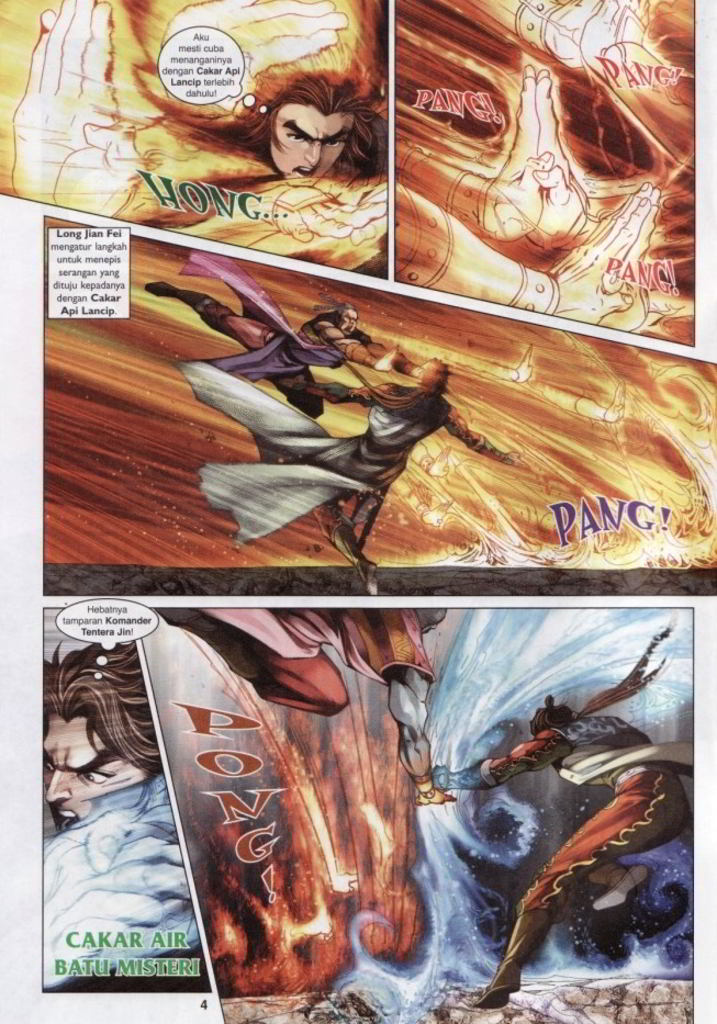 Aku
mesti cuba
menanganinya
dengan Cakar Api
Lancip terlebih
dahulu!
HONG...
PANG!
PANG!
PANG!
Long Jian Fei
mengatur langkah
untuk menepis
serangan yang
dituju kepadanya
dengan Cakar
Api Lancip.
PANG!
Hebatnya
tamparan Komander
Tentera Jin!
PONG!
CAKAR AIR
BATU MISTERI
4